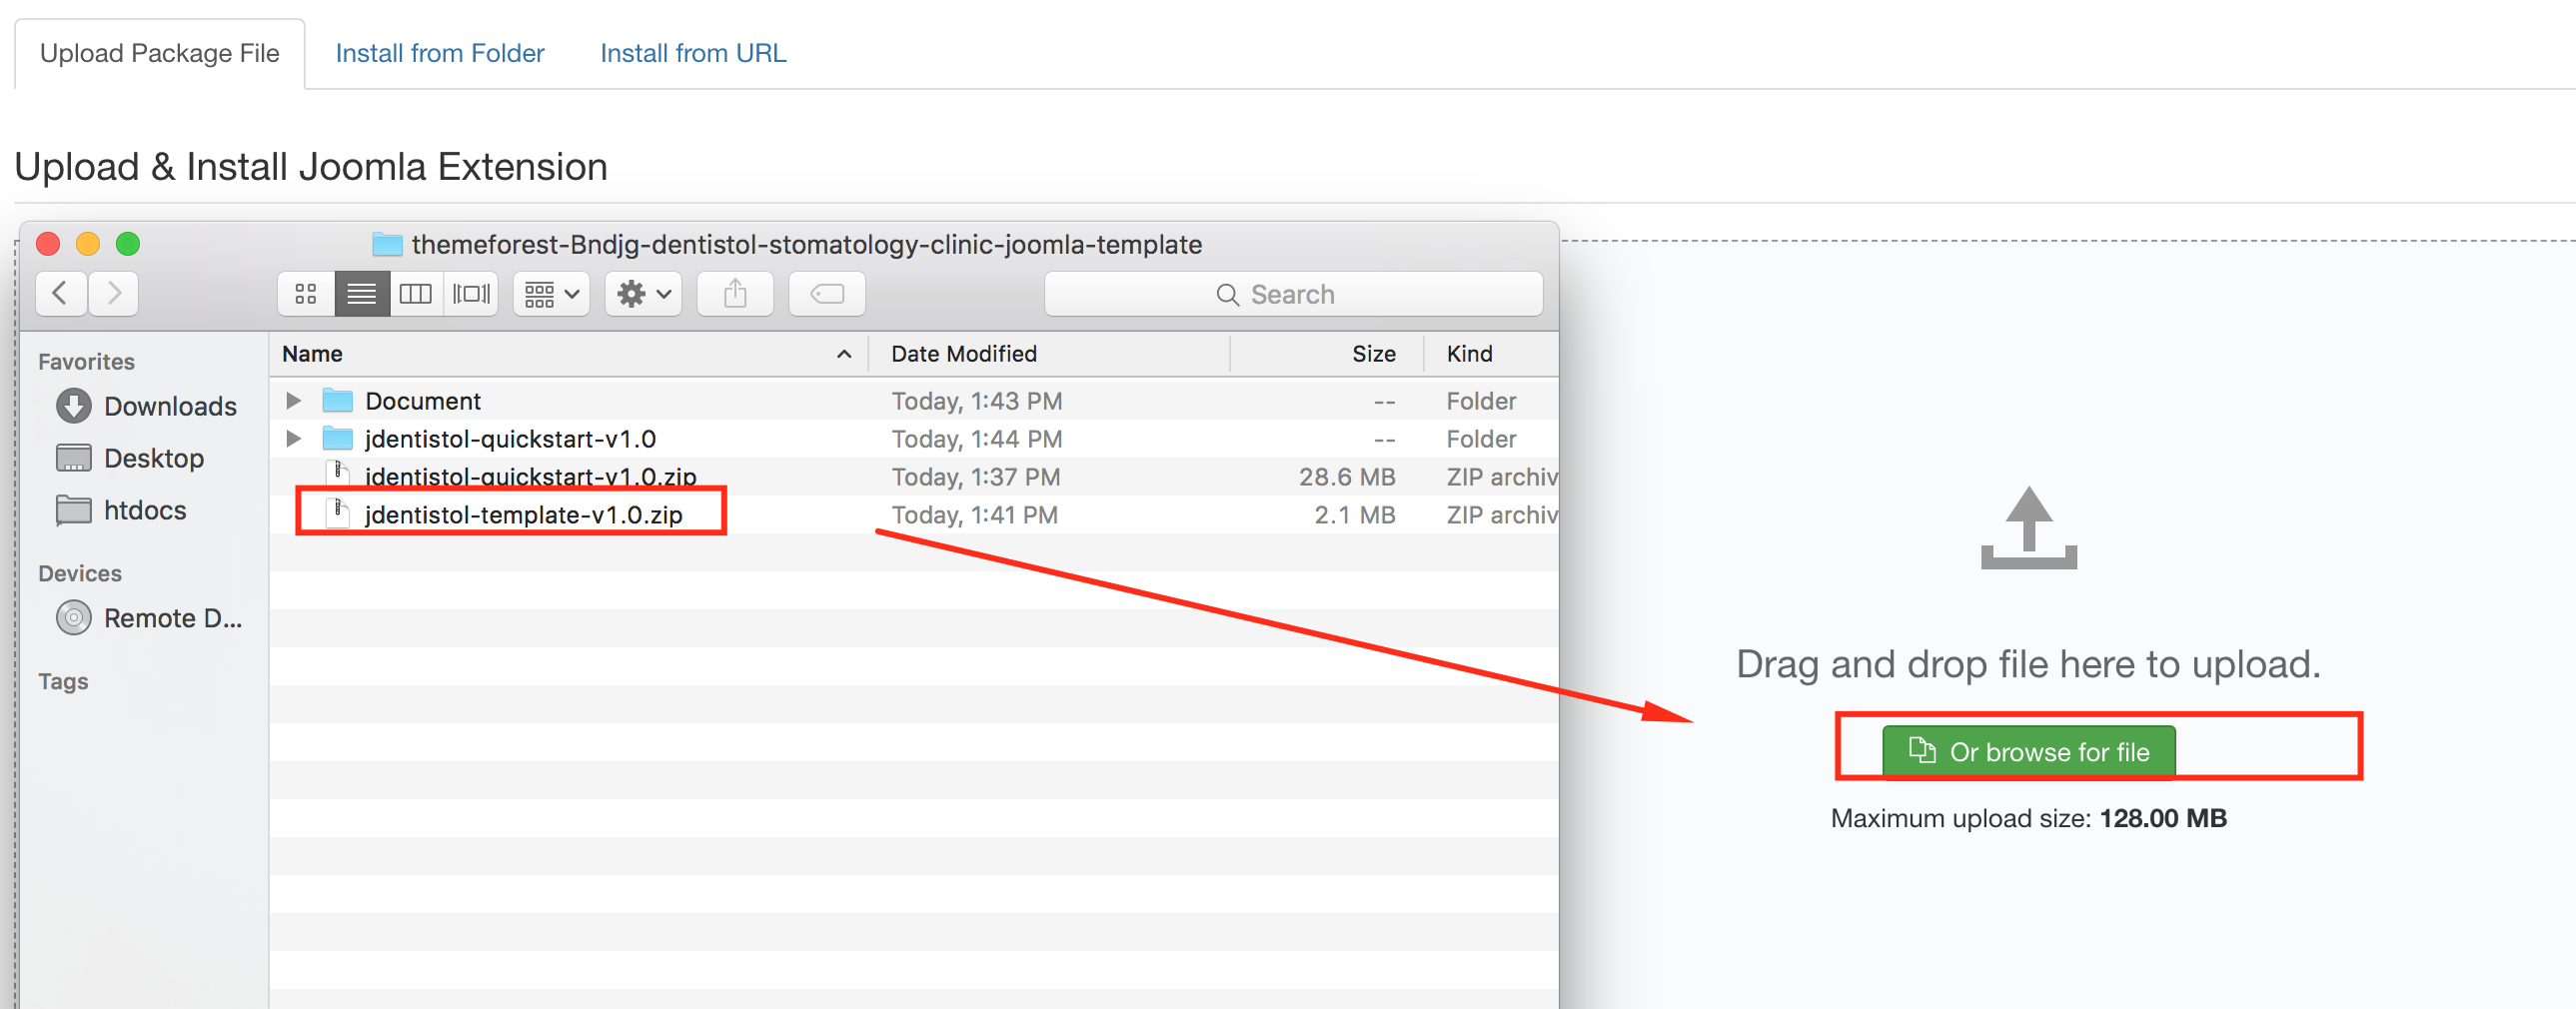 Upload Package File Install from Folder Install from URL
Upload & Install Joomla Extension
themeforest-Bndjg-dentistol-stomatology-clinic-joomla-template
Search
Favorites
Downloads
Desktop
htdocs
Devices
Remote D...
Tags
Name Date Modified Size Kind
Document Today, 1:43 PM -- Folder
jdentistol-quickstart-v1.0 Today, 1:44 PM -- Folder
jdentistol-quickstart-v1.0.zip Today, 1:37 PM 28.6 MB ZIP archiv
jdentistol-template-v1.0.zip Today, 1:41 PM 2.1 MB ZIP archiv
Drag and drop file here to upload.
Or browse for file
Maximum upload size: 128.00 MB